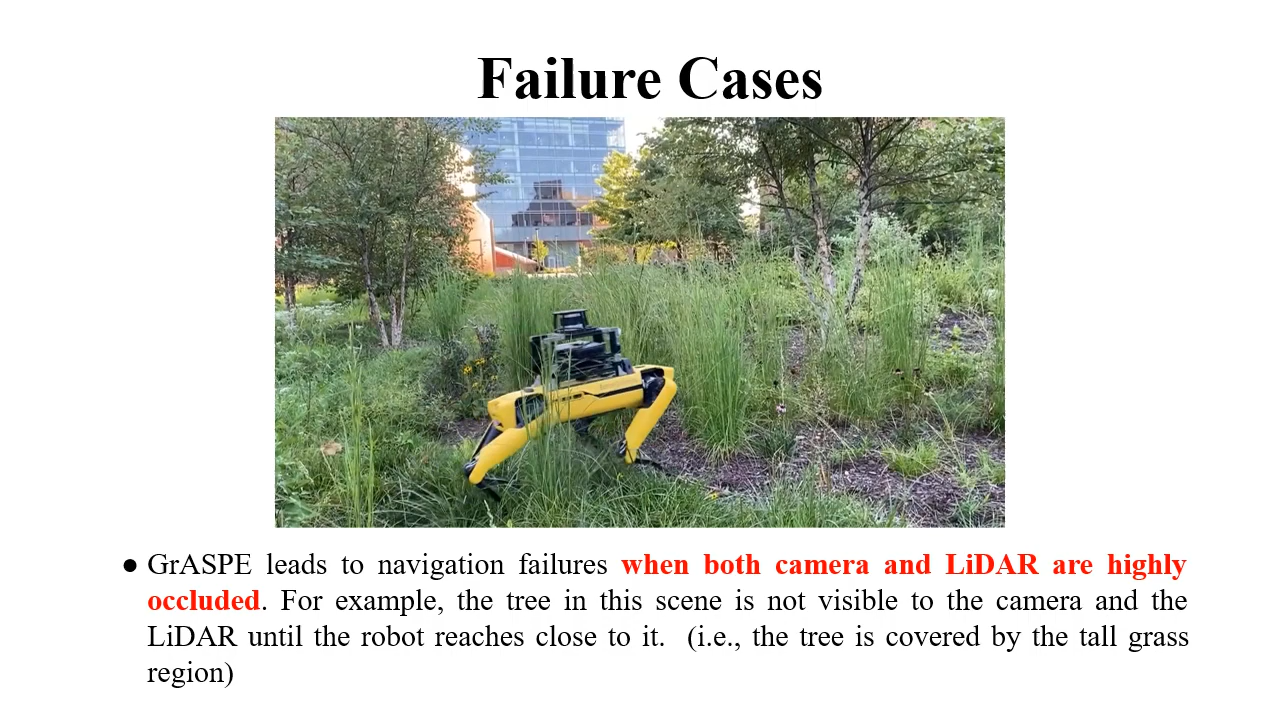 Failure Cases
● GrASPE leads to navigation failures when both camera and LiDAR are highly
occluded. For example, the tree in this scene is not visible to the camera and the
LiDAR until the robot reaches close to it. (i.e., the tree is covered by the tall grass
region)